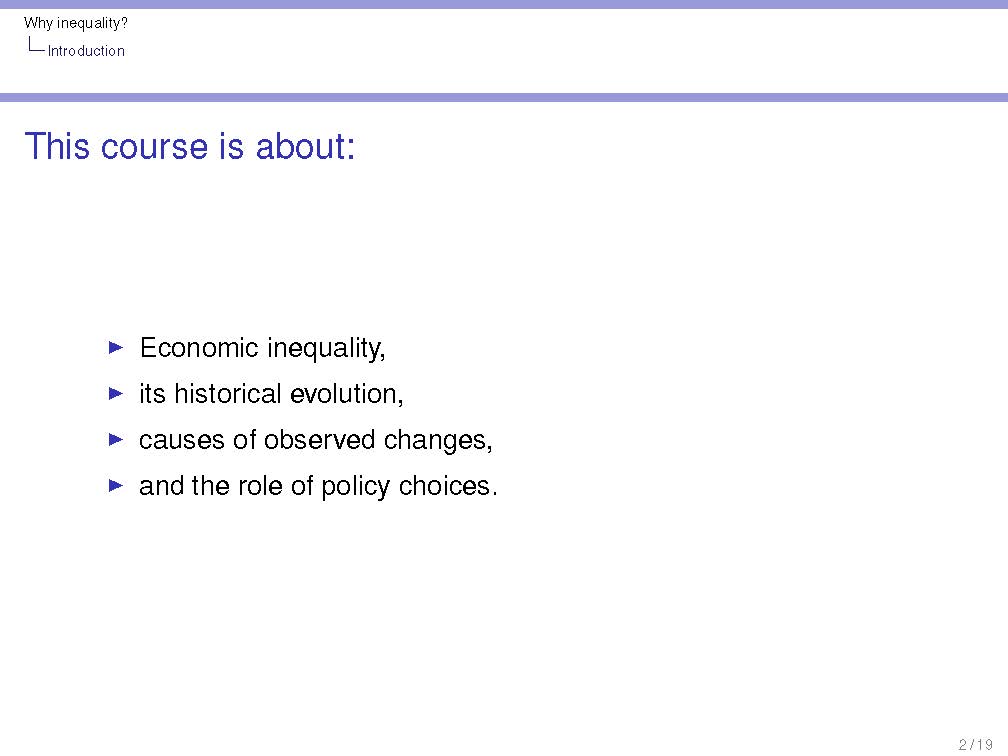 Why inequality?
Introduction
This course is about:
Economic inequality,
its historical evolution,
causes of observed changes,
and the role of policy choices.
2 / 19